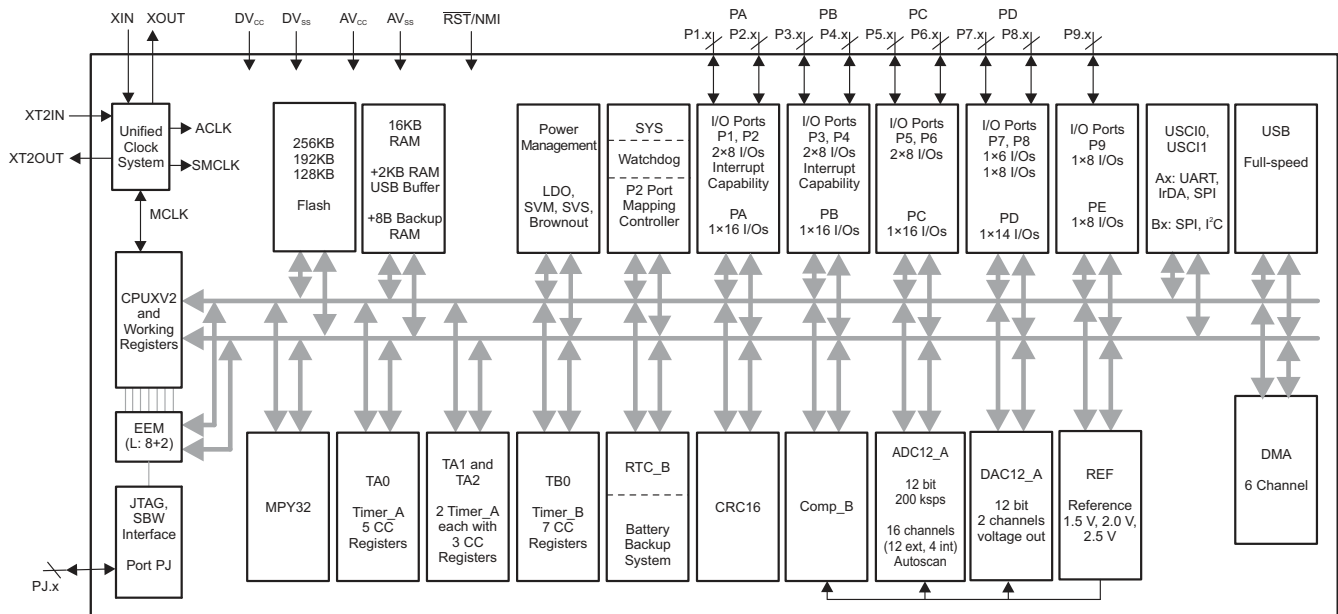 XIN
XOUT
DVCC
DVSS
AVCC
AVSS
RST/NMI
PA
P1.x
P2.x
PB
P3.x
P4.x
PC
P5.x
P6.x
PD
P7.x
P8.x
P9.x
XT2IN
XT2OUT
Unified
Clock
System
ACLK
SMCLK
MCLK
256KB
192KB
128KB
Flash
16KB
RAM
+2KB RAM
USB Buffer
+8B Backup
RAM
Power
Management
LDO,
SVM, SVS,
Brownout
SYS
Watchdog
P2 Port
Mapping
Controller
I/O Ports
P1, P2
2×8 I/Os
Interrupt
Capability
PA
1×16 I/Os
I/O Ports
P3, P4
2×8 I/Os
Interrupt
Capability
PB
1×16 I/Os
I/O Ports
P5, P6
2×8 I/Os
PC
1×16 I/Os
I/O Ports
P7, P8
1×6 I/Os
1×8 I/Os
PD
1×14 I/Os
I/O Ports
P9
1×8 I/Os
PE
1×8 I/Os
USCI0,
USCI1
Ax: UART,
IrDA, SPI
Bx: SPI, I²C
USB
Full-speed
CPUXV2
and
Working
Registers
EEM
(L: 8+2)
JTAG,
SBW
Interface
Port PJ
PJ.x
MPY32
TA0
Timer_A
5 CC
Registers
TA1 and
TA2
2 Timer_A
each with
3 CC
Registers
TB0
Timer_B
7 CC
Registers
RTC_B
Battery
Backup
System
CRC16
Comp_B
ADC12_A
12 bit
200 ksps
16 channels
(12 ext, 4 int)
Autoscan
DAC12_A
12 bit
2 channels
voltage out
REF
Reference
1.5 V, 2.0 V,
2.5 V
DMA
6 Channel